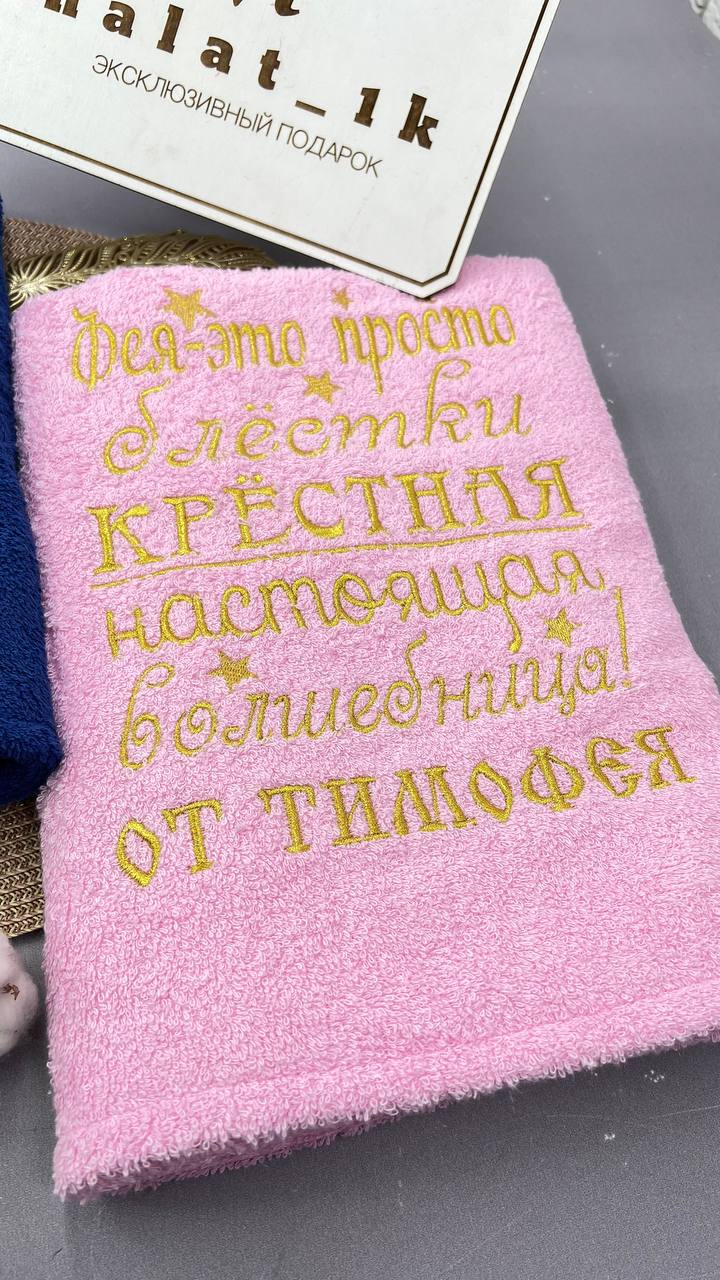 halat_1k
ЭКСКЛЮЗИВНЫЙ ПОДАРОК
Фея-это просто
блёстки
КРЁСТНАЯ
настоящая
волшебница!
ОТ ТИМОФЕЯ